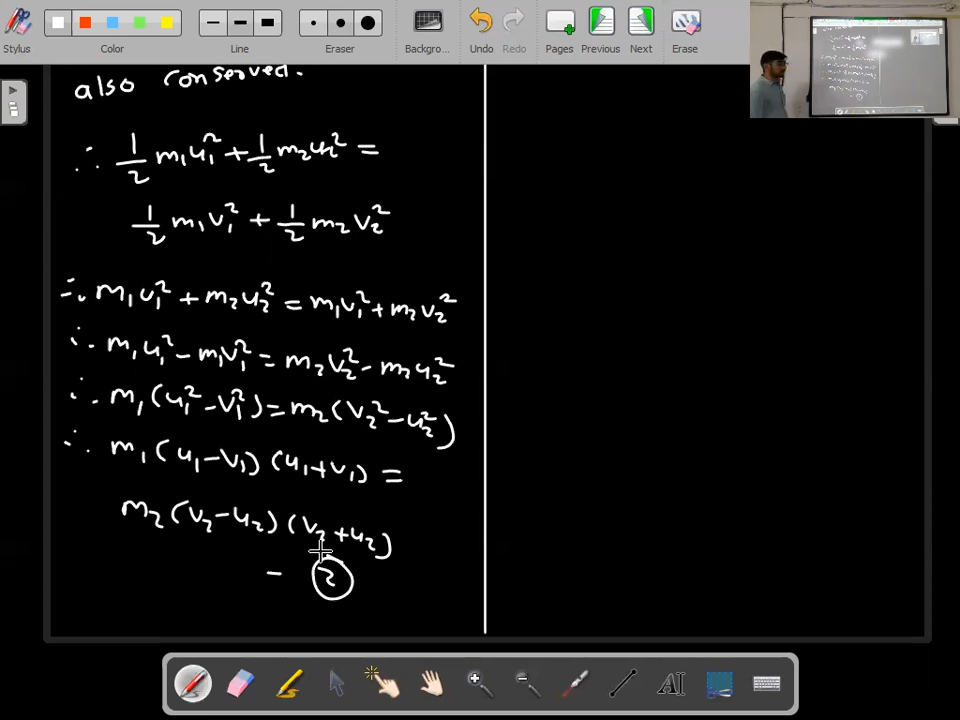 Stylus Color Line Eraser Backgro... Undo Redo Pages Previous Next Erase
also conserved.
∴ 1/2 m₁u₁² + 1/2 m₂u₂² =
1/2 m₁v₁² + 1/2 m₂v₂²
∴ m₁u₁² + m₂u₂² = m₁v₁² + m₂v₂²
∴ m₁u₁² - m₁v₁² = m₂v₂² - m₂u₂²
∴ m₁(u₁² - v₁²) = m₂(v₂² - u₂²)
∴ m₁(u₁ - v₁)(u₁ + v₁) =
m₂(v₂ - u₂)(v₂ + u₂)
- ②